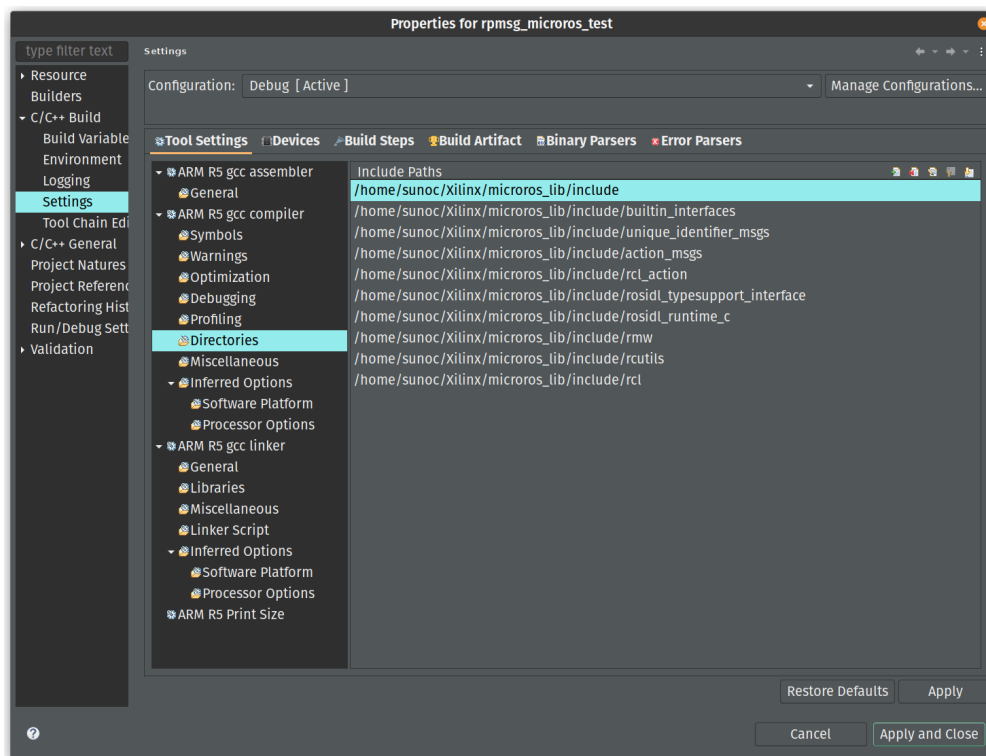 Properties for rpmsg_microros_test
type filter text
Resource
Builders
C/C++ Build
Build Variable
Environment
Logging
Settings
Tool Chain Edi
C/C++ General
Project Natures
Project Referenc
Refactoring Hist
Run/Debug Sett
Validation
Settings
Configuration:
Debug [ Active ]
Manage Configurations...
Tool Settings
Devices
Build Steps
Build Artifact
Binary Parsers
Error Parsers
ARM R5 gcc assembler
General
ARM R5 gcc compiler
Symbols
Warnings
Optimization
Debugging
Profiling
Directories
Miscellaneous
Inferred Options
Software Platform
Processor Options
ARM R5 gcc linker
General
Libraries
Miscellaneous
Linker Script
Inferred Options
Software Platform
Processor Options
ARM R5 Print Size
Include Paths
/home/sunoc/Xilinx/microros_lib/include
/home/sunoc/Xilinx/microros_lib/include/builtin_interfaces
/home/sunoc/Xilinx/microros_lib/include/unique_identifier_msgs
/home/sunoc/Xilinx/microros_lib/include/action_msgs
/home/sunoc/Xilinx/microros_lib/include/rcl_action
/home/sunoc/Xilinx/microros_lib/include/rosidl_typesupport_interface
/home/sunoc/Xilinx/microros_lib/include/rosidl_runtime_c
/home/sunoc/Xilinx/microros_lib/include/rmw
/home/sunoc/Xilinx/microros_lib/include/rcutils
/home/sunoc/Xilinx/microros_lib/include/rcl
Restore Defaults
Apply
Cancel
Apply and Close